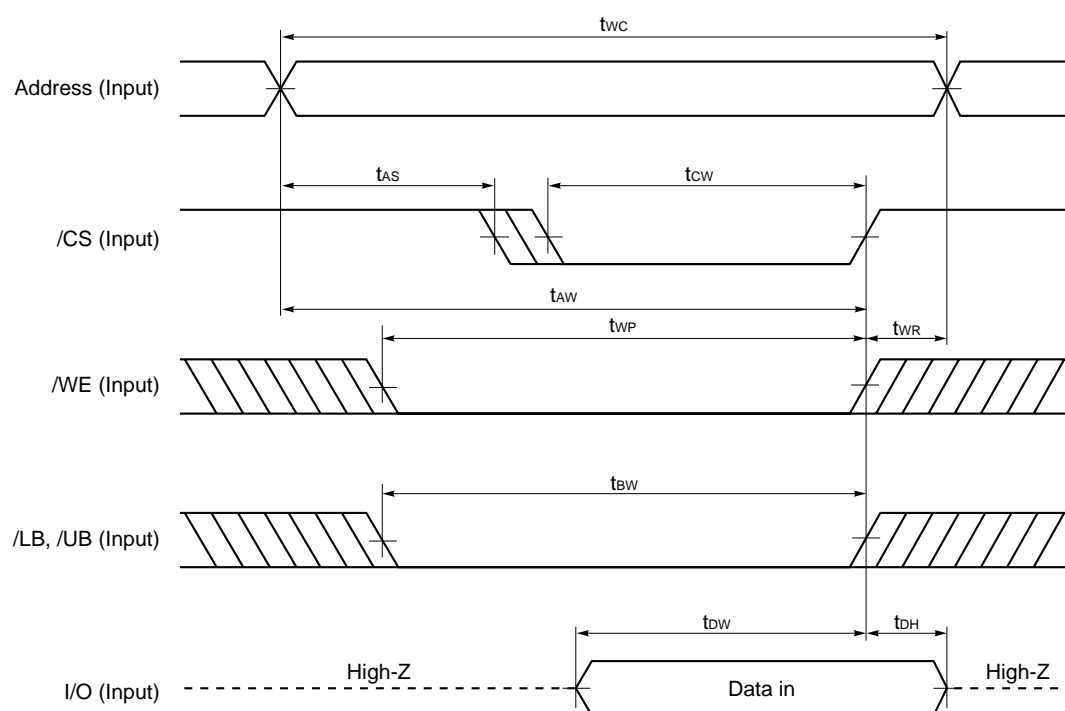 tWC
Address (Input)
tAS
tCW
/CS (Input)
tAW
tWP
tWR
/WE (Input)
tBW
/LB, /UB (Input)
tDW
tDH
High-Z
High-Z
I/O (Input)
Data in